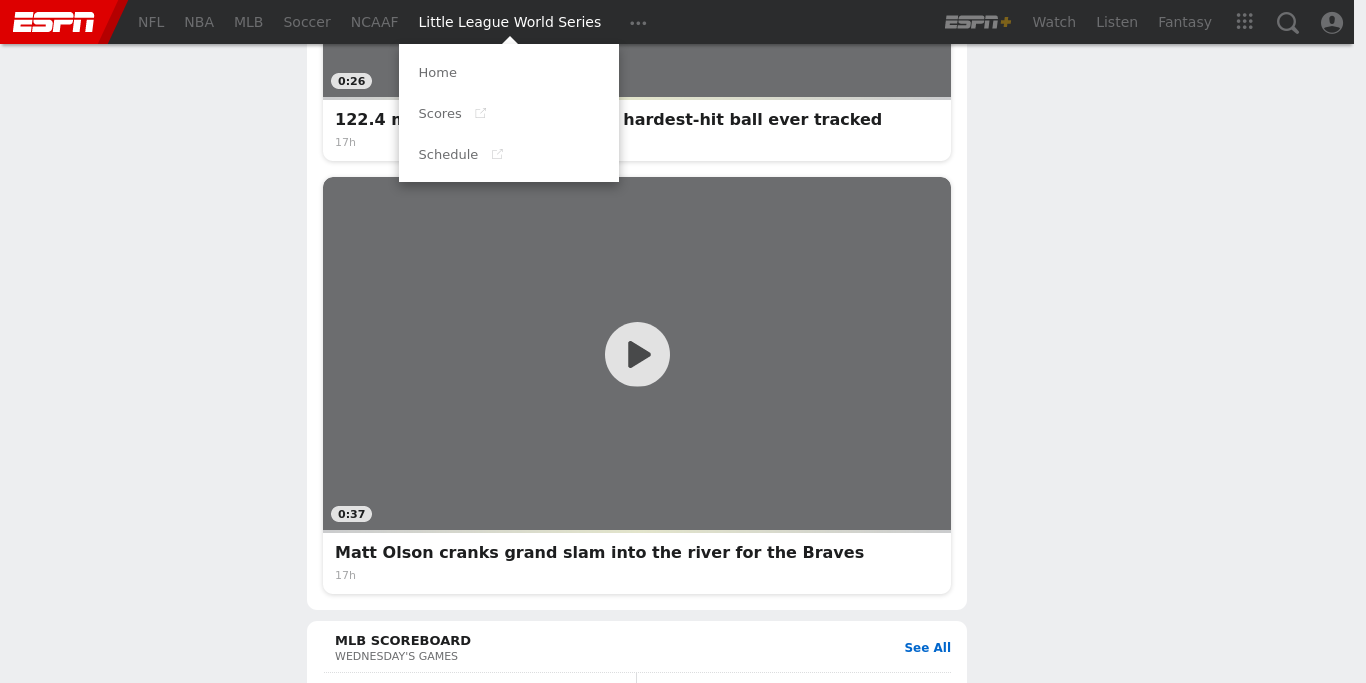 ESPN NFL NBA MLB Soccer NCAAF Little League World Series ESPN+ Watch Listen Fantasy
Home
Scores
Schedule
0:26
122.4 hardest-hit ball ever tracked
17h
0:37
Matt Olson cranks grand slam into the river for the Braves
17h
MLB SCOREBOARD
See All
WEDNESDAY'S GAMES